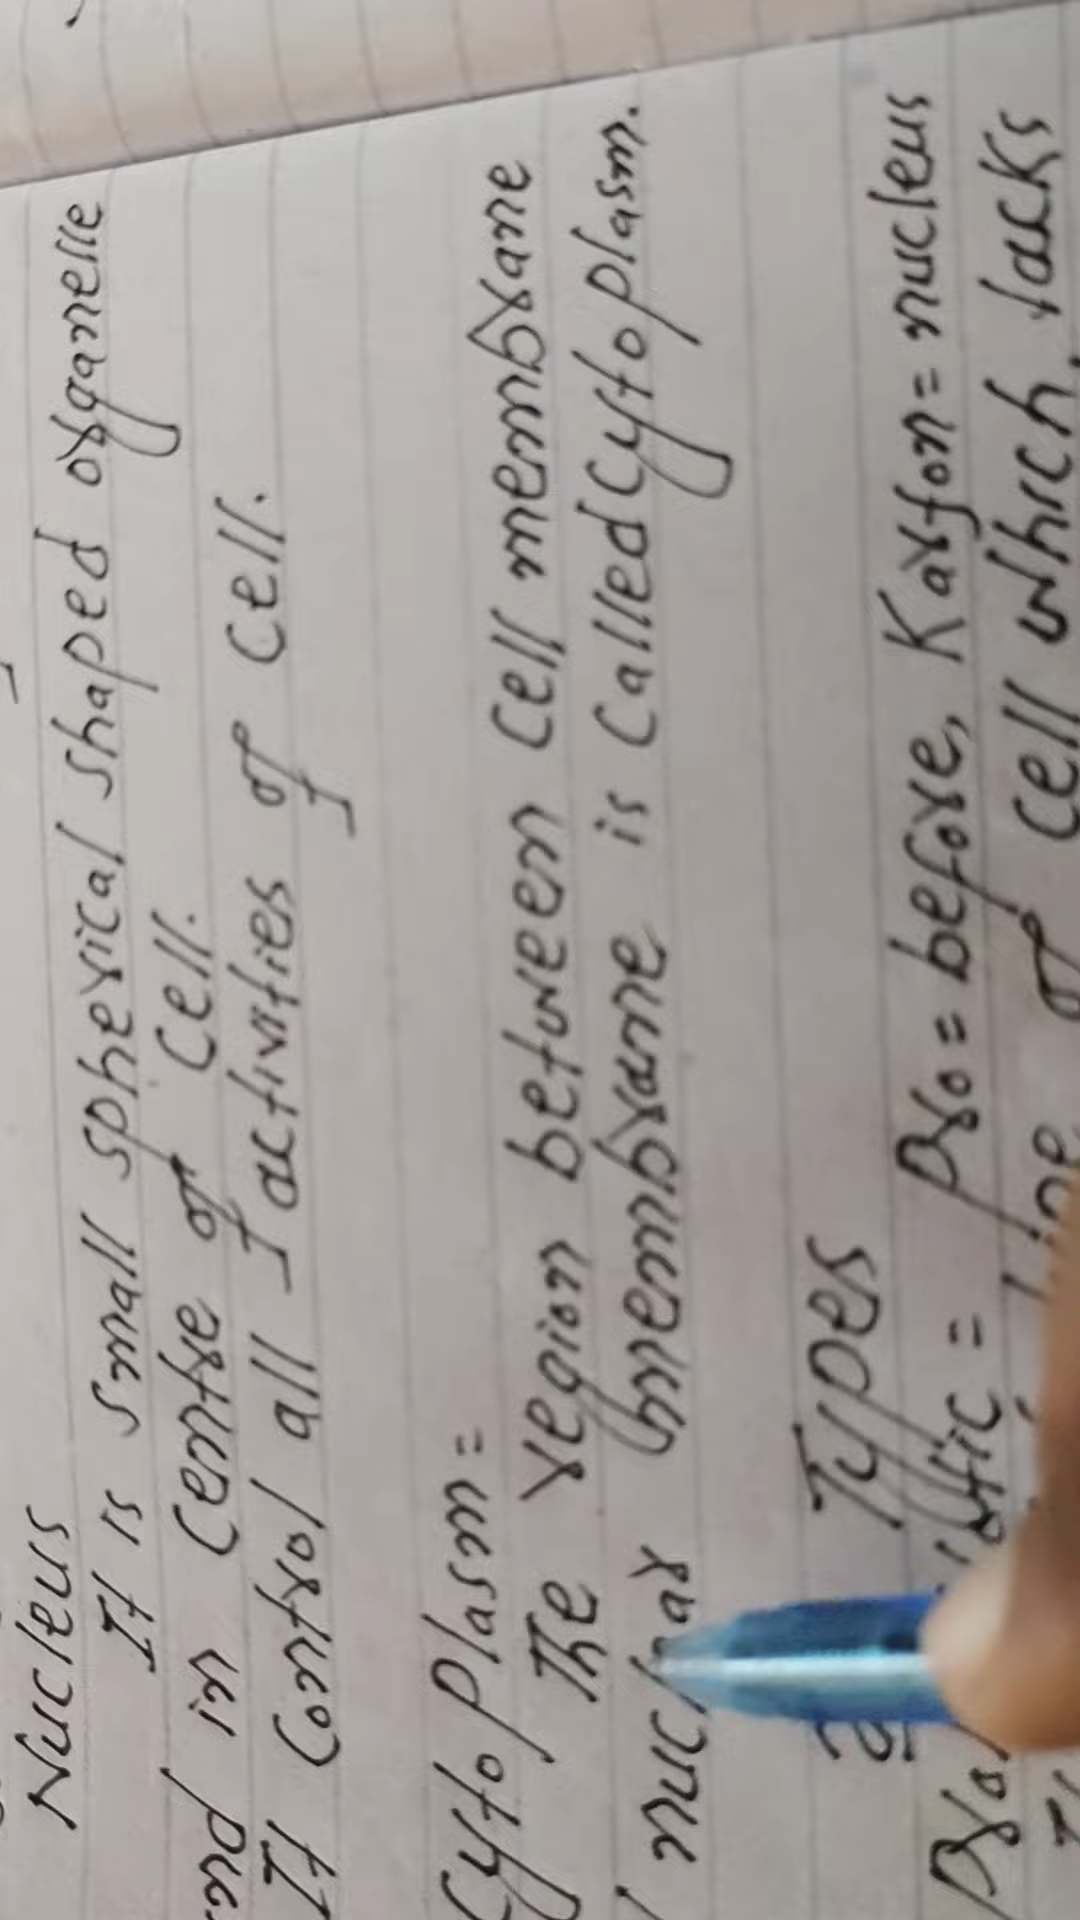 Nucleus
It is small spherical shaped organelle
in centre of cell.
It control all activities of cell.
Cytoplasm =
The region between cell membrane
membrane is called cytoplasm.
Types
= Pro = before, Karyon = nucleus
of cell which lacks